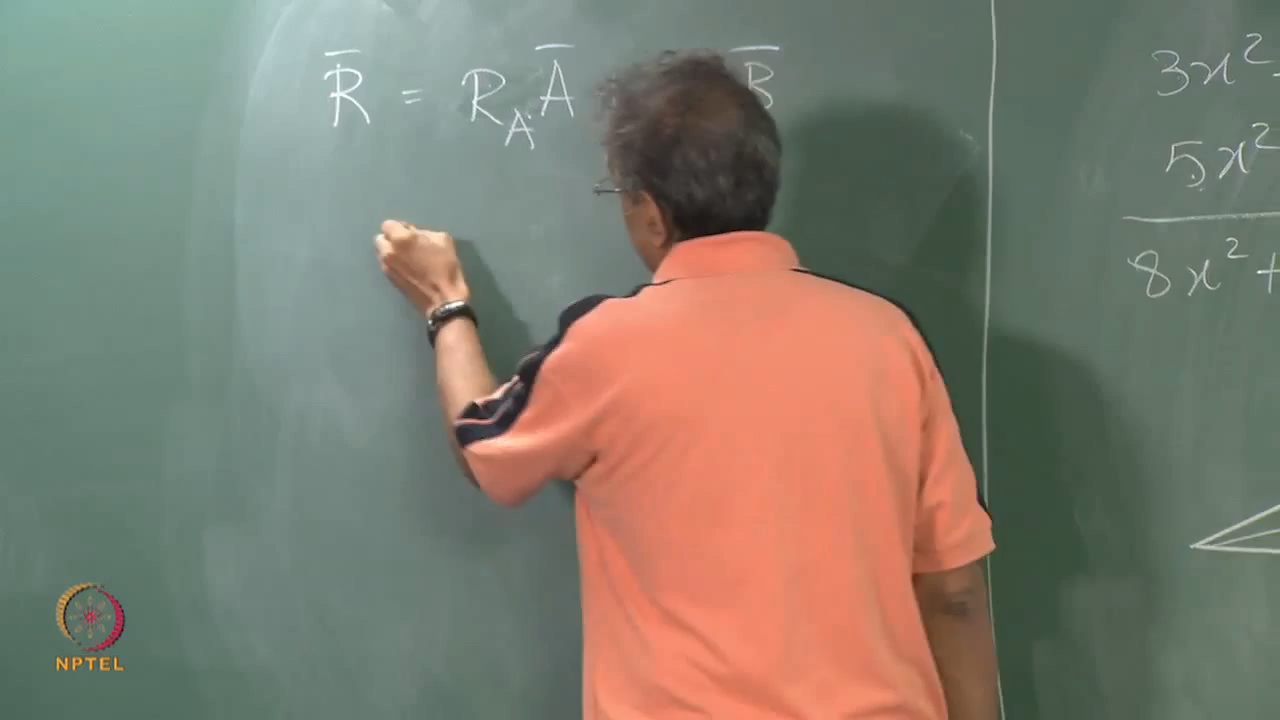 R̅ = R_A A̅ B̅
3x²
5x²
8x² +
NPTEL